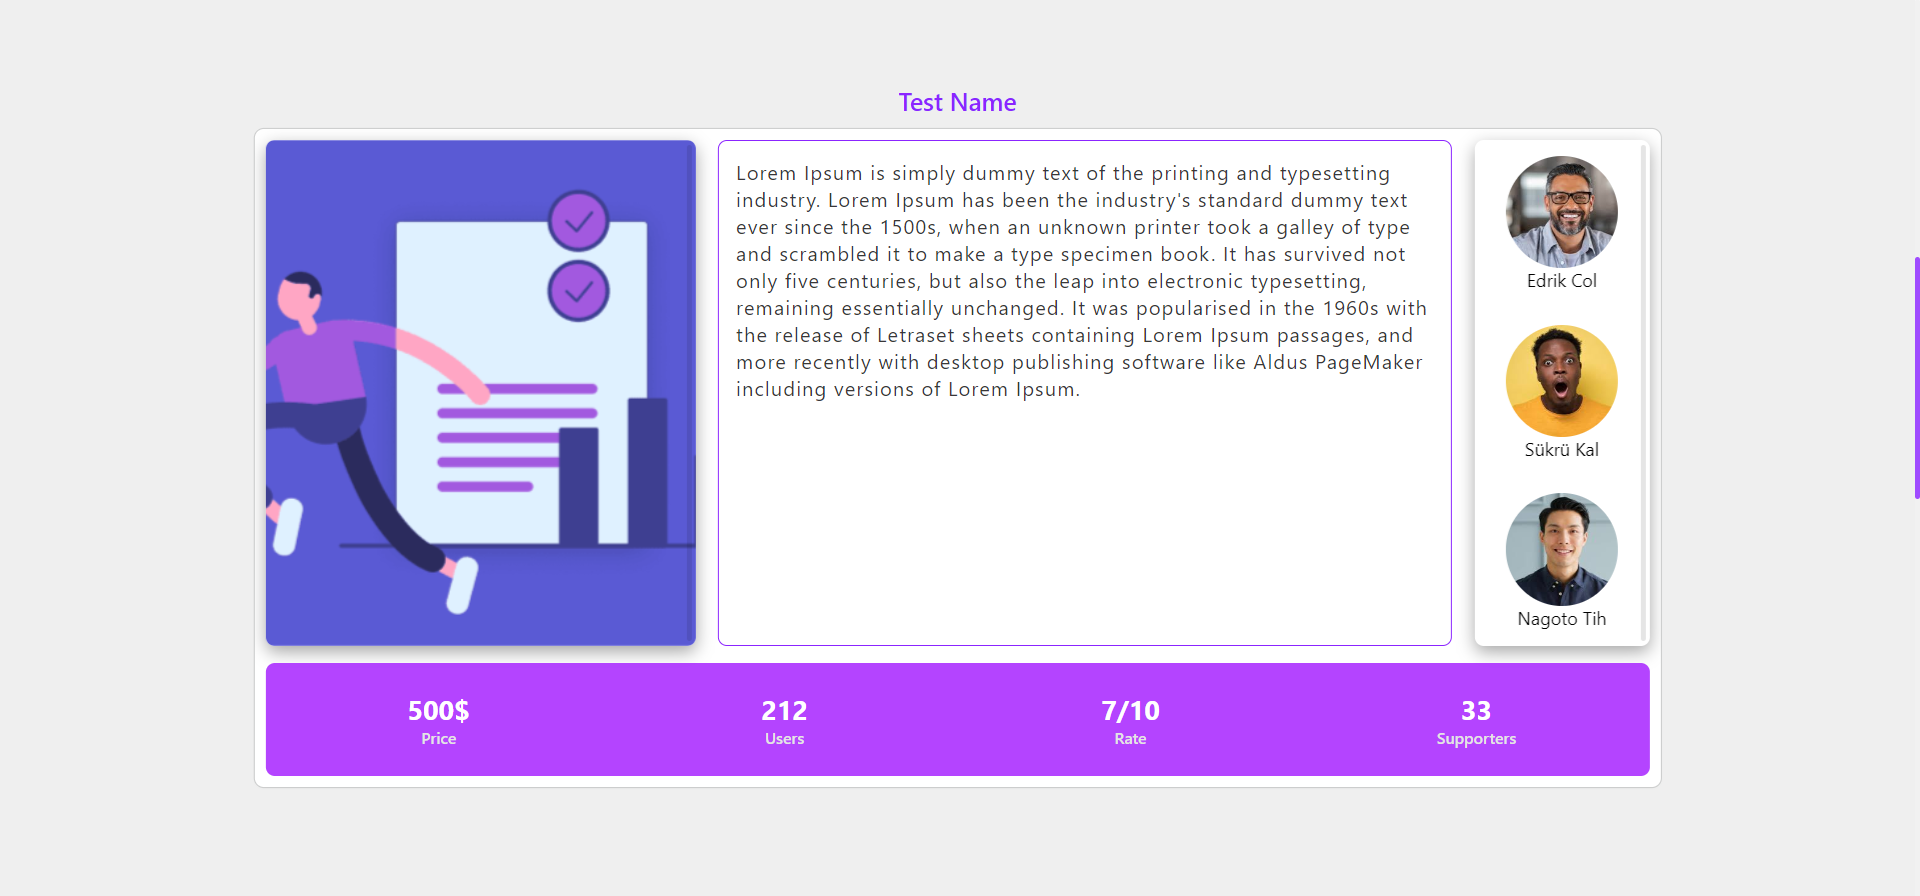 Test Name
Lorem Ipsum is simply dummy text of the printing and typesetting
industry. Lorem Ipsum has been the industry's standard dummy text
ever since the 1500s, when an unknown printer took a galley of type
and scrambled it to make a type specimen book. It has survived not
only five centuries, but also the leap into electronic typesetting,
remaining essentially unchanged. It was popularised in the 1960s with
the release of Letraset sheets containing Lorem Ipsum passages, and
more recently with desktop publishing software like Aldus PageMaker
including versions of Lorem Ipsum.
Edrik Col
Sükrü Kal
Nagoto Tih
500$
Price
212
Users
7/10
Rate
33
Supporters